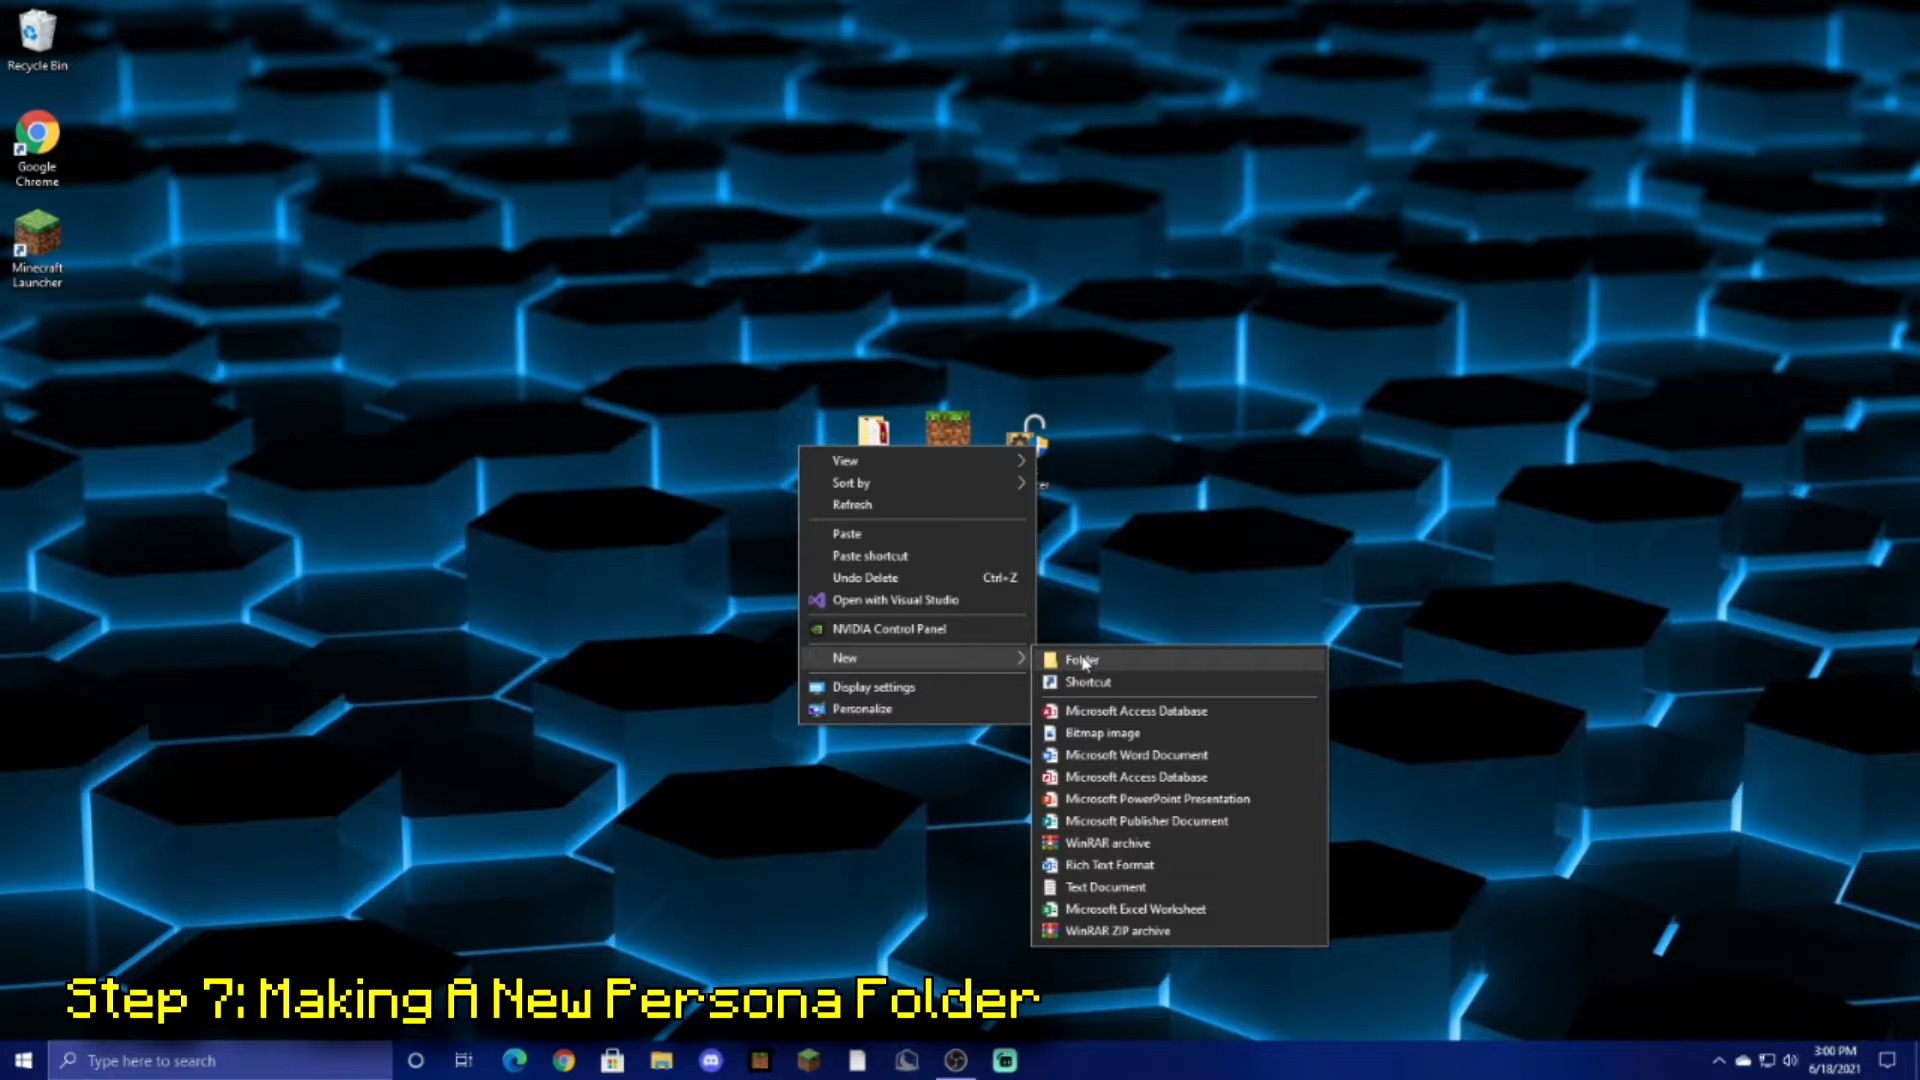 Recycle Bin
Google
Chrome
Minecraft
Launcher
View
Sort by
Refresh
Paste
Paste shortcut
Undo Delete Ctrl+Z
Open with Visual Studio
NVIDIA Control Panel
New
Display settings
Personalize
Folder
Shortcut
Microsoft Access Database
Bitmap image
Microsoft Word Document
Microsoft Access Database
Microsoft PowerPoint Presentation
Microsoft Publisher Document
WinRAR archive
Rich Text Format
Text Document
Microsoft Excel Worksheet
WinRAR ZIP archive
Step 7: Making A New Persona Folder
Type here to search
3:00 PM
6/18/2021